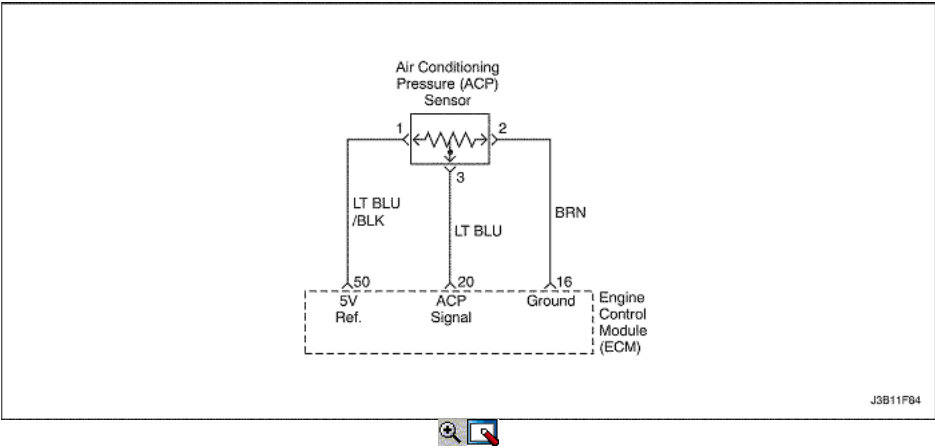 Air Conditioning
Pressure (ACP)
Sensor
1
2
3
LT BLU
/BLK
LT BLU
BRN
50
20
16
5V
Ref.
ACP
Signal
Ground
Engine
Control
Module
(ECM)
J3B11F84